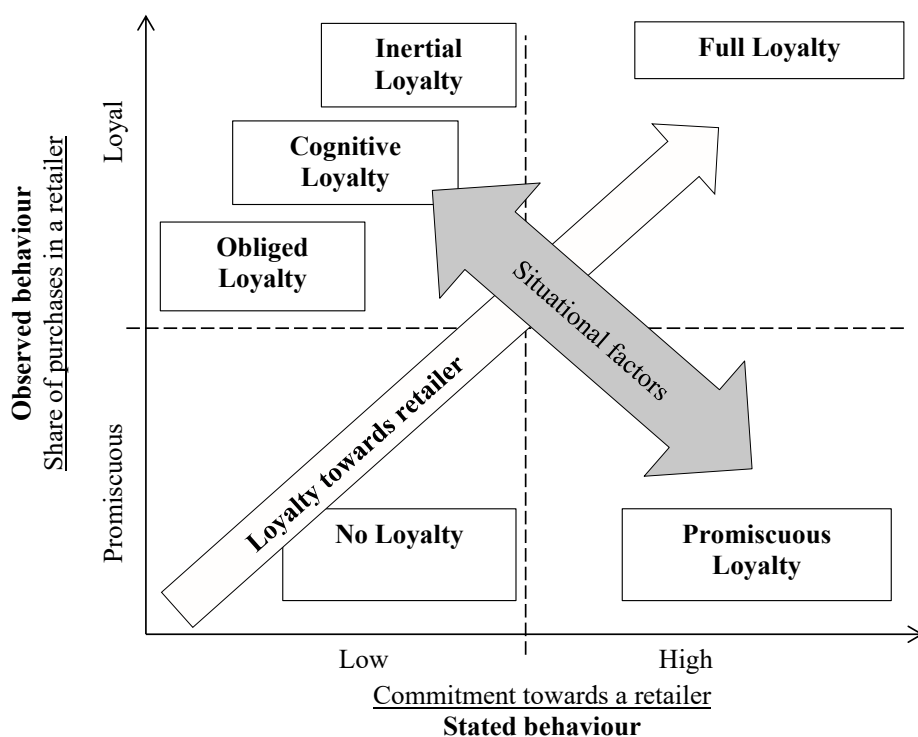 Inertial
Loyalty
Full Loyalty
Cognitive
Loyalty
Obliged
Loyalty
Situational factors
Loyalty towards retailer
No Loyalty
Promiscuous
Loyalty
Observed behaviour
Share of purchases in a retailer
Loyal
Promiscuous
Low
High
Commitment towards a retailer
Stated behaviour